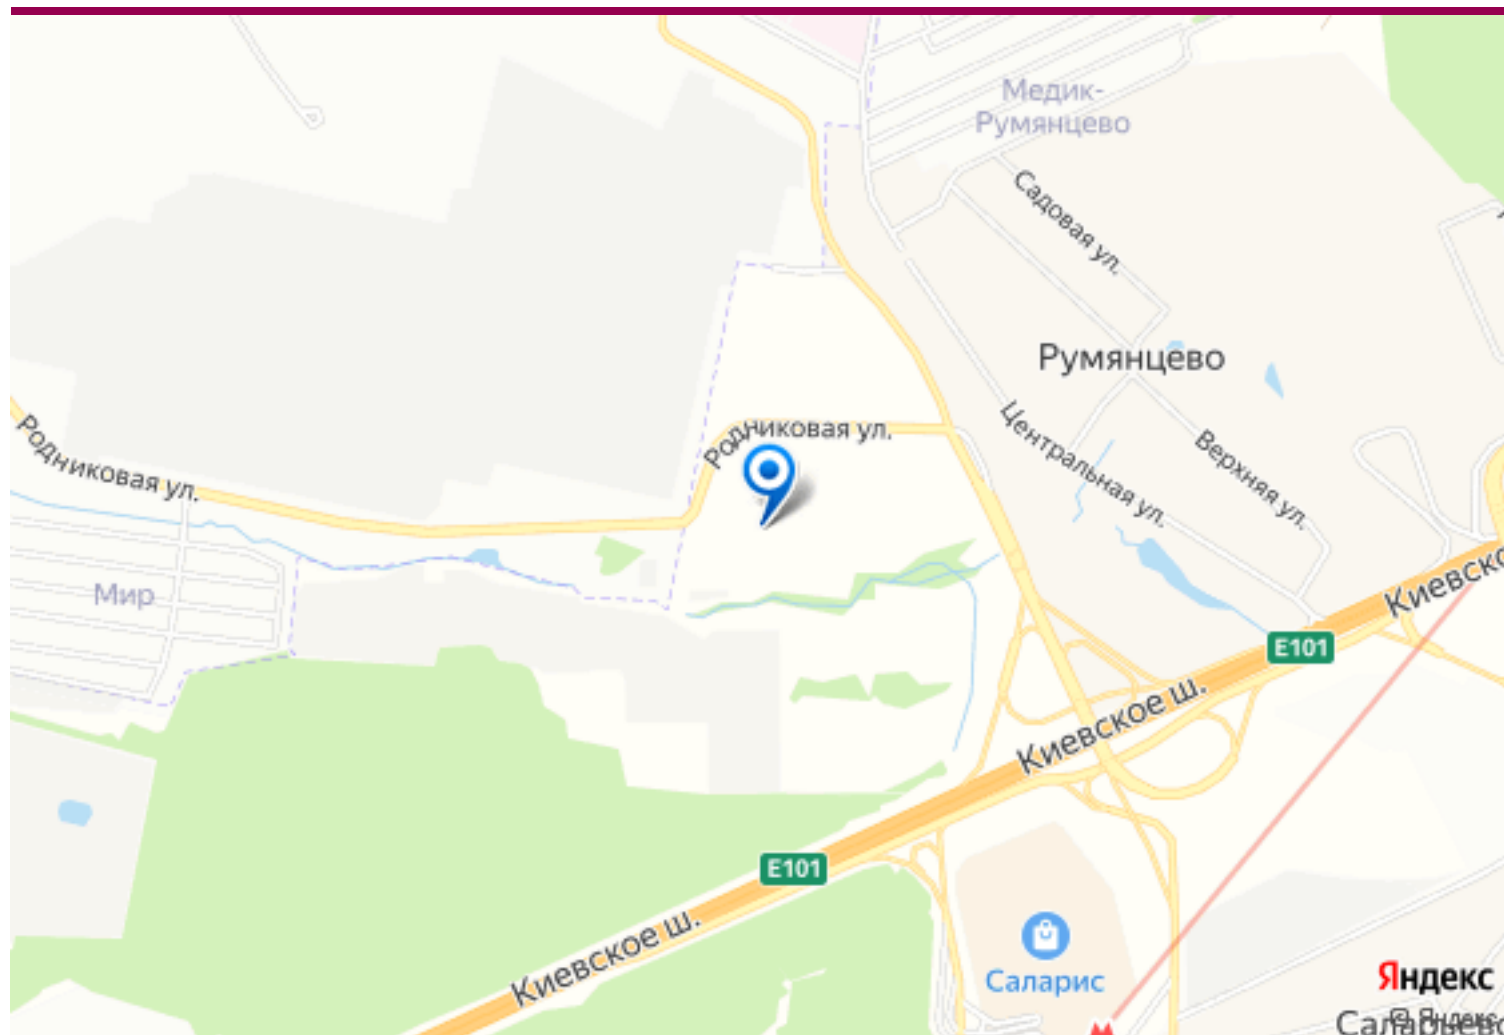 Медик-
Румянцево
Садовая ул.
Румянцево
Родниковая ул.
Центральная ул.
Верхняя ул.
Родниковая ул.
Мир
Киевско
E101
Киевское ш.
E101
Киевское ш.
Саларис
Яндекс